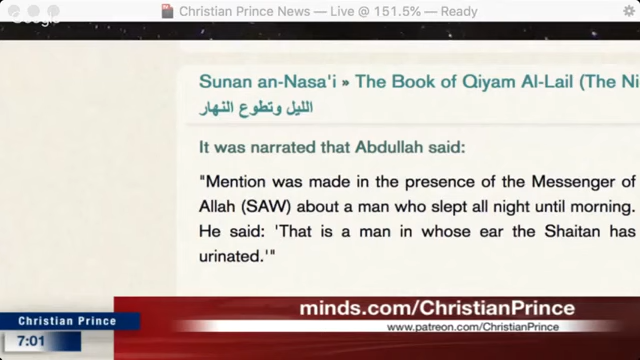 Christian Prince News — Live @ 151.5% — Ready
Google
Sunan an-Nasa'i » The Book of Qiyam Al-Lail (The Ni
الليل وتطوع النهار
It was narrated that Abdullah said:
"Mention was made in the presence of the Messenger of
Allah (SAW) about a man who slept all night until morning.
He said: 'That is a man in whose ear the Shaitan has
urinated.'"
minds.com/ChristianPrince
Christian Prince
www.patreon.com/ChristianPrince
7:01